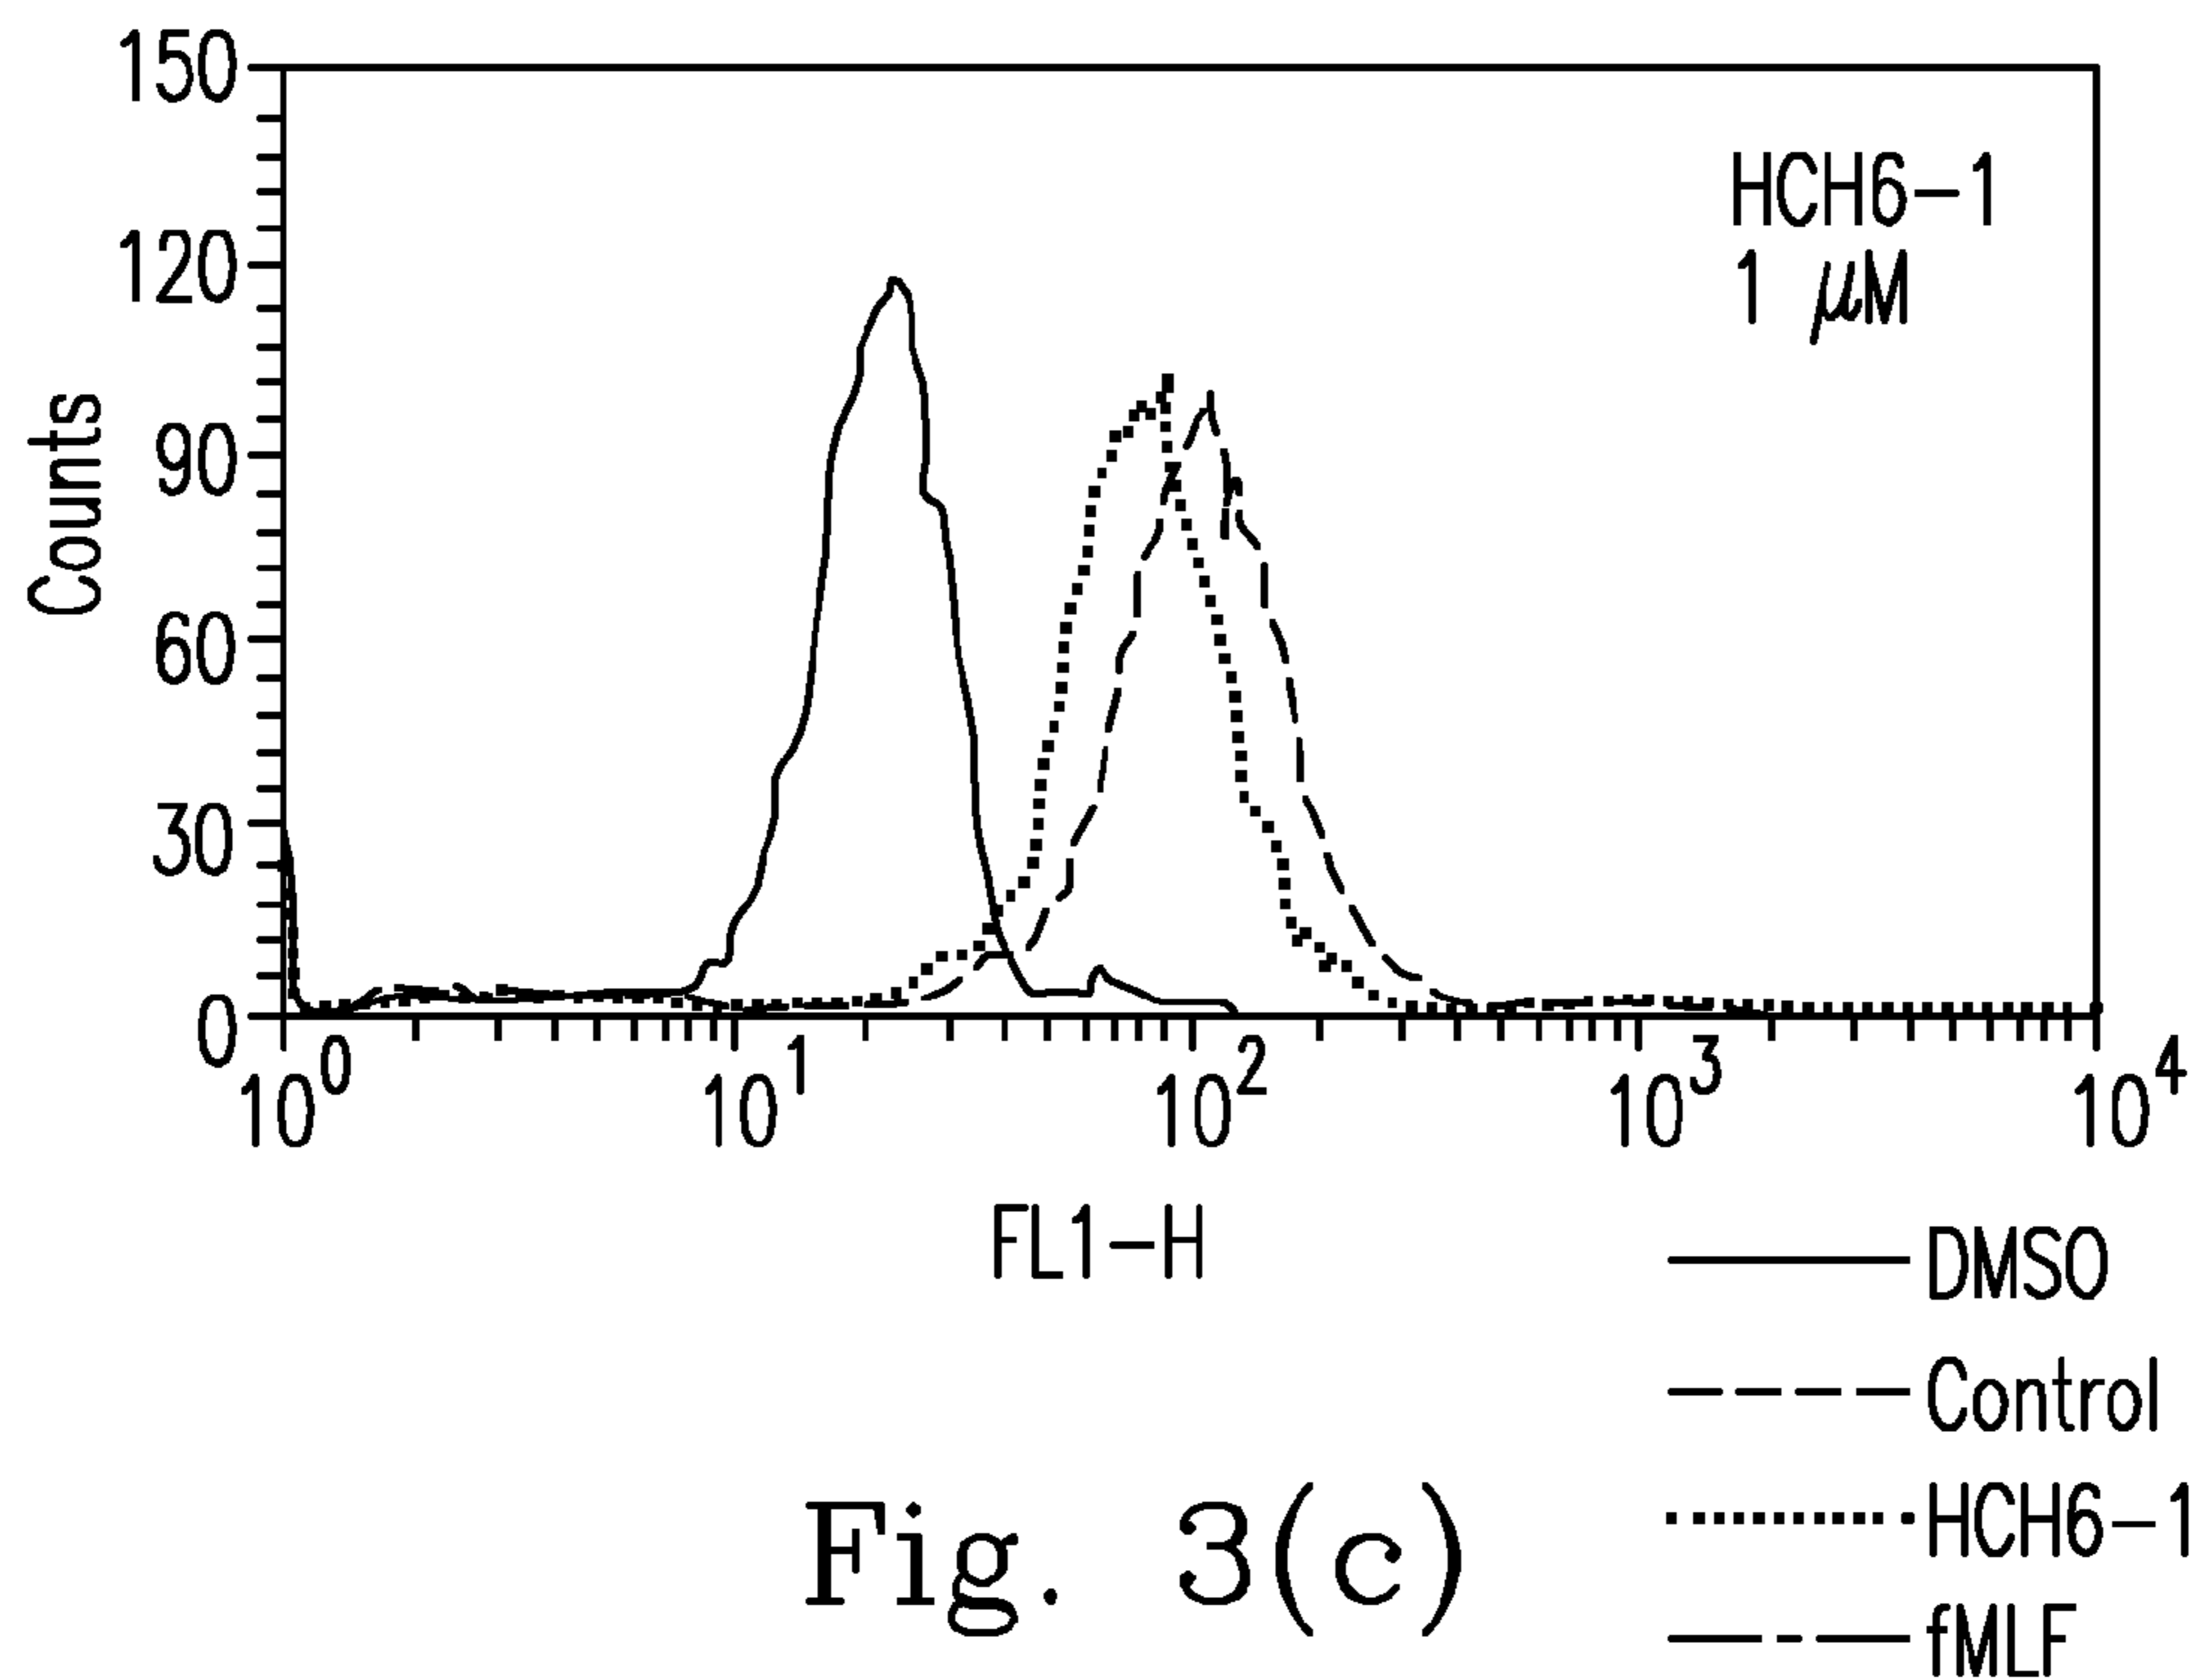 150
120
90
60
30
0
Counts
HCH6-1
1 μM
10^0
10^1
10^2
10^3
10^4
FL1-H
DMSO
Control
HCH6-1
fMLF
Fig. 3(c)